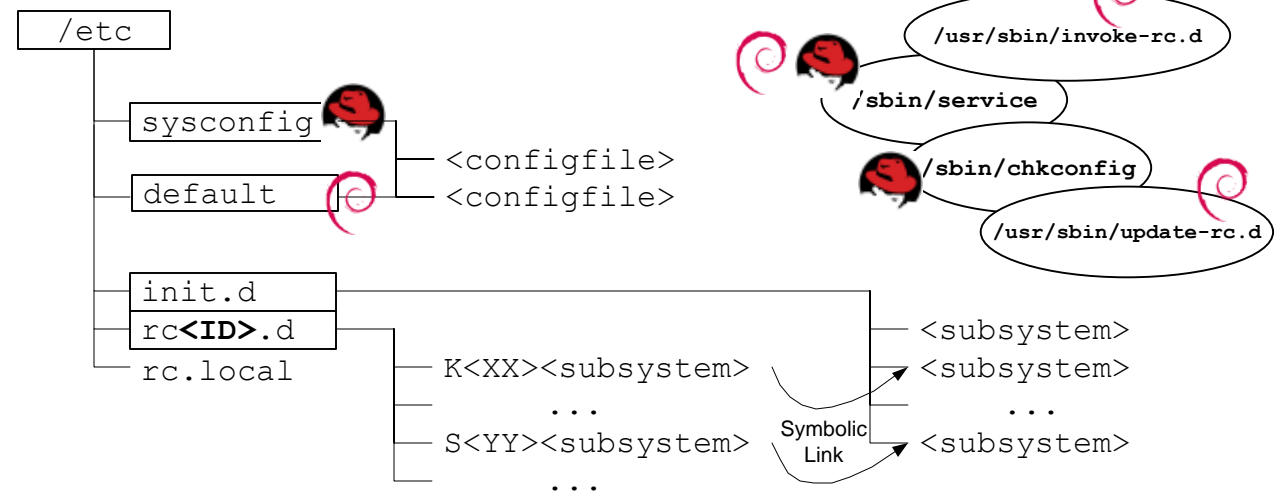 /etc
sysconfig
<configfile>
default
<configfile>
init.d
rc<ID>.d
rc.local
K<XX><subsystem>
...
S<YY><subsystem>
...
Symbolic
Link
<subsystem>
<subsystem>
...
<subsystem>
/usr/sbin/invoke-rc.d
/sbin/service
/sbin/chkconfig
/usr/sbin/update-rc.d